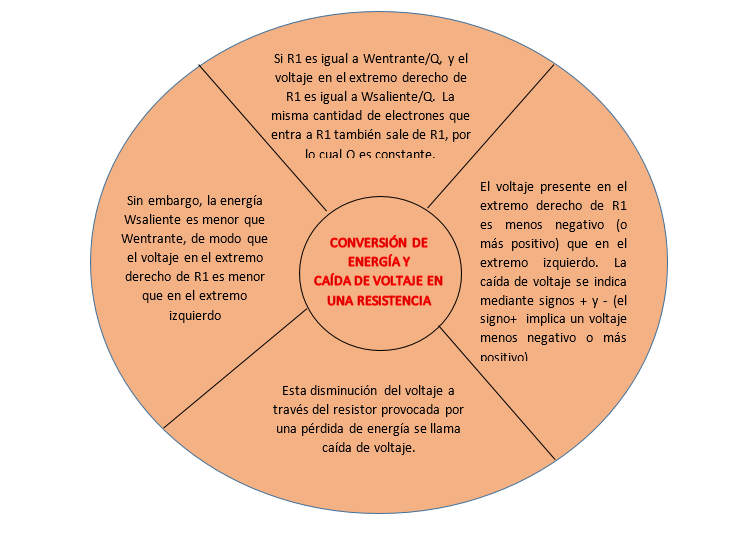 Si R1 es igual a Wentrante/Q, y el
voltaje en el extremo derecho de
R1 es igual a Wsaliente/Q. La
misma cantidad de electrones que
entra a R1 también sale de R1, por
lo cual Q es constante.
El voltaje presente en el
extremo derecho de R1
es menos negativo (o
más positivo) que en el
extremo izquierdo. La
caída de voltaje se indica
mediante signos + y - (el
signo+ implica un voltaje
menos negativo o más
positivo)
Esta disminución del voltaje a
través del resistor provocada por
una pérdida de energía se llama
caída de voltaje.
Sin embargo, la energía
Wsaliente es menor que
Wentrante, de modo que
el voltaje en el extremo
derecho de R1 es menor
que en el extremo
izquierdo
CONVERSIÓN DE
ENERGÍA Y
CAÍDA DE VOLTAJE EN
UNA RESISTENCIA